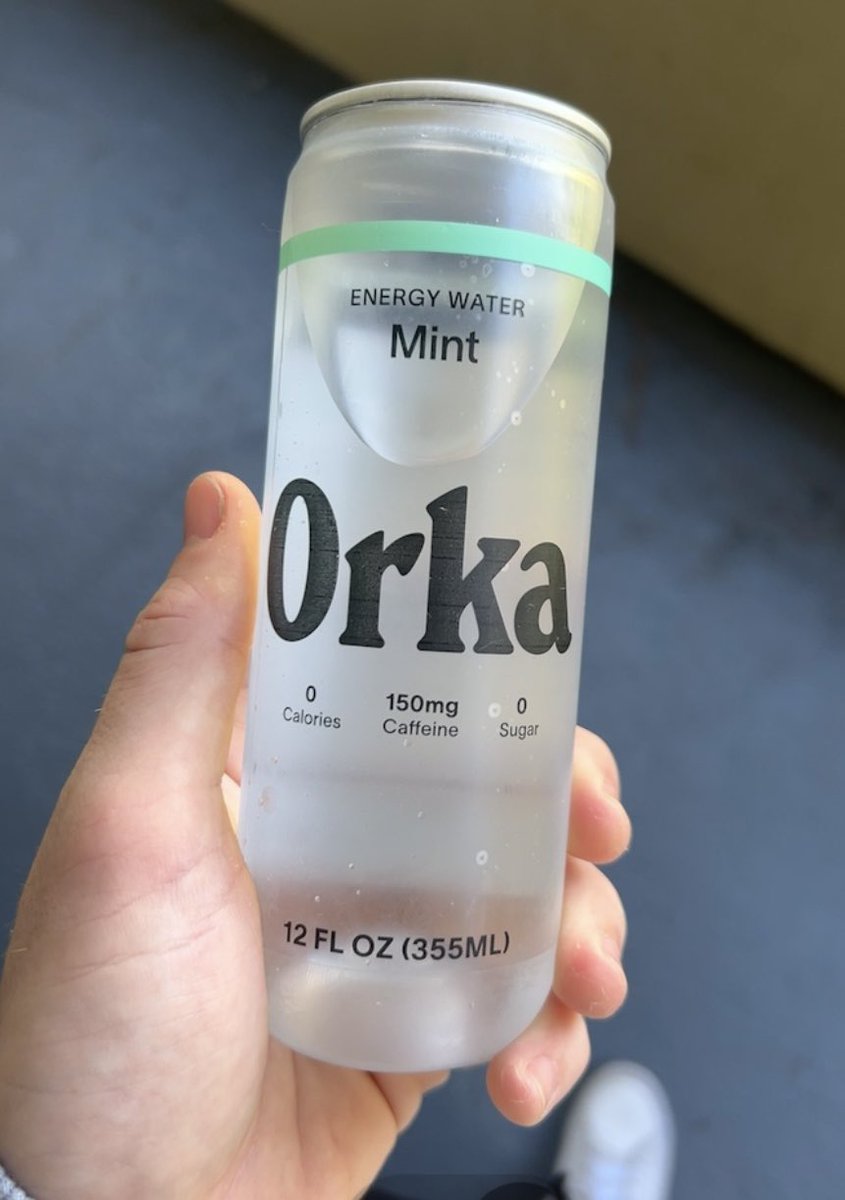 ENERGY WATER
Mint
Orka
0 150mg 0
Calories Caffeine Sugar
12 FL OZ (355ML)